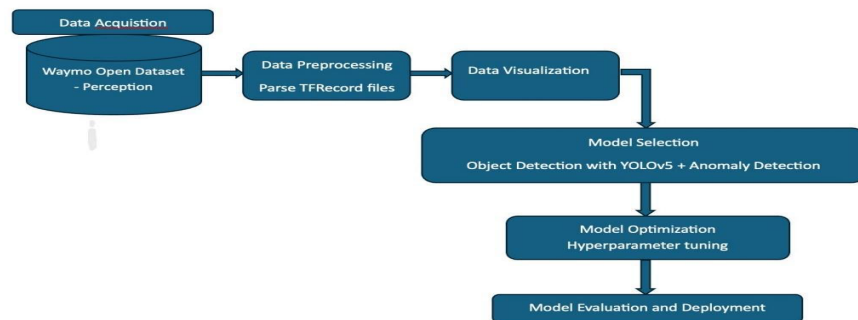 Data Acquistion
Waymo Open Dataset
- Perception
Data Preprocessing
Parse TFRecord files
Data Visualization
Model Selection
Object Detection with YOLOv5 + Anomaly Detection
Model Optimization
Hyperparameter tuning
Model Evaluation and Deployment